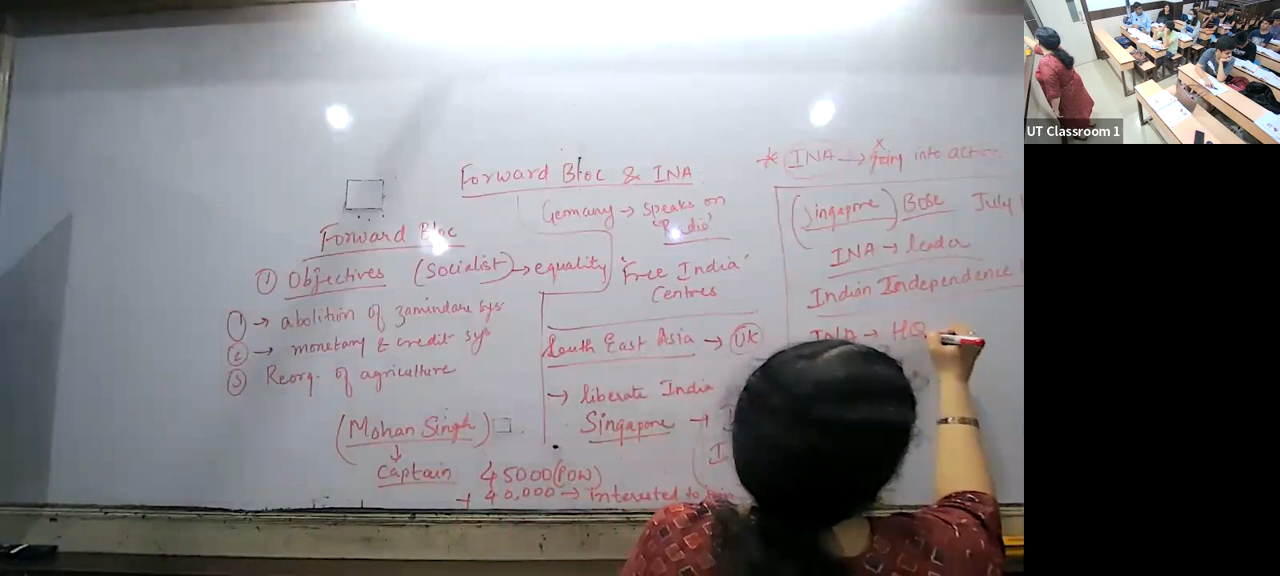 Forward Bloc & INA
Forward Bloc
① Objectives (Socialist) → equality
① → abolition of zamindari sys
② → monetary & credit sys
③ Reorg. of agriculture
(Mohan Singh)
↓
Captain 45000 (POW)
→ 40,000 → interested to join
Germany → speaks on
'Radio'
'Free India'
Centres
South East Asia → UK
→ liberate India
Singapore →
* INA → x going into action
(Singapore) Bose July
INA → leader
Indian Independence
INA → HQ
UT Classroom 1